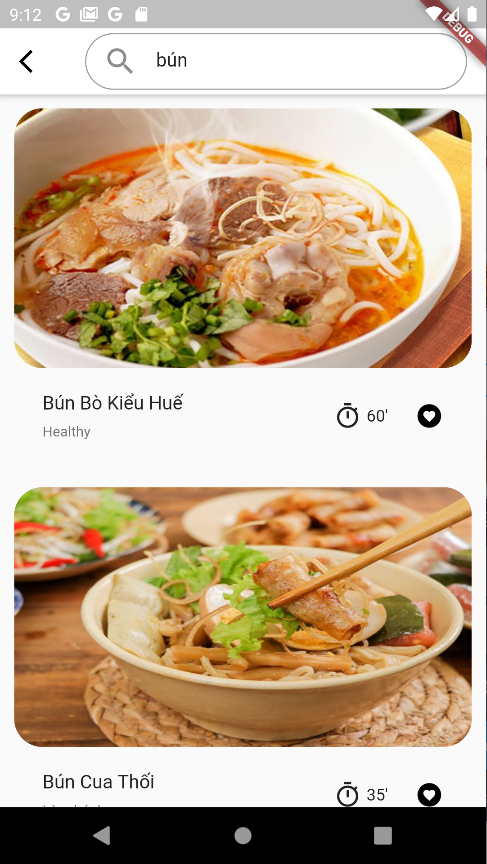 9:12
DEBUG
bún
Bún Bò Kiểu Huế
60'
Healthy
Bún Cua Thối
35'